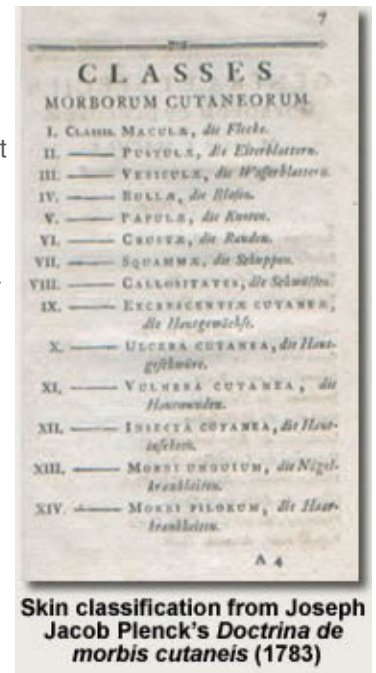 7
CLASSES
MORBORUM CUTANEORUM
I. CLASSIS. MACULÆ, die Flecke.
II. —— PUSTULÆ, die Eiterblattern.
III. —— VESICULÆ, die Wasserblattern.
IV. —— BULLÆ, die Blasen.
V. —— PAPULÆ, die Knoten.
VI. —— CRUSTÆ, die Randen.
VII. —— SQUAMMÆ, die Schuppen.
VIII. —— CALLOSITATES, die
IX. —— EXCRESCENTIÆ CUTANEÆ,
die Hautgewächse.
X. —— ULCERA CUTANEA, die Haut-
geschwüre.
XI. —— VULNERA CUTANEA, die
Hautwunden.
XII. —— INSECTA CUTANEA, die Haut-
insekten.
XIII. —— MORBI UNGUIUM, die Nägel-
krankheiten.
XIV. —— MORBI PILORUM, die Haar-
krankheiten.
A 4
Skin classification from Joseph
Jacob Plenck's Doctrina de
morbis cutaneis (1783)